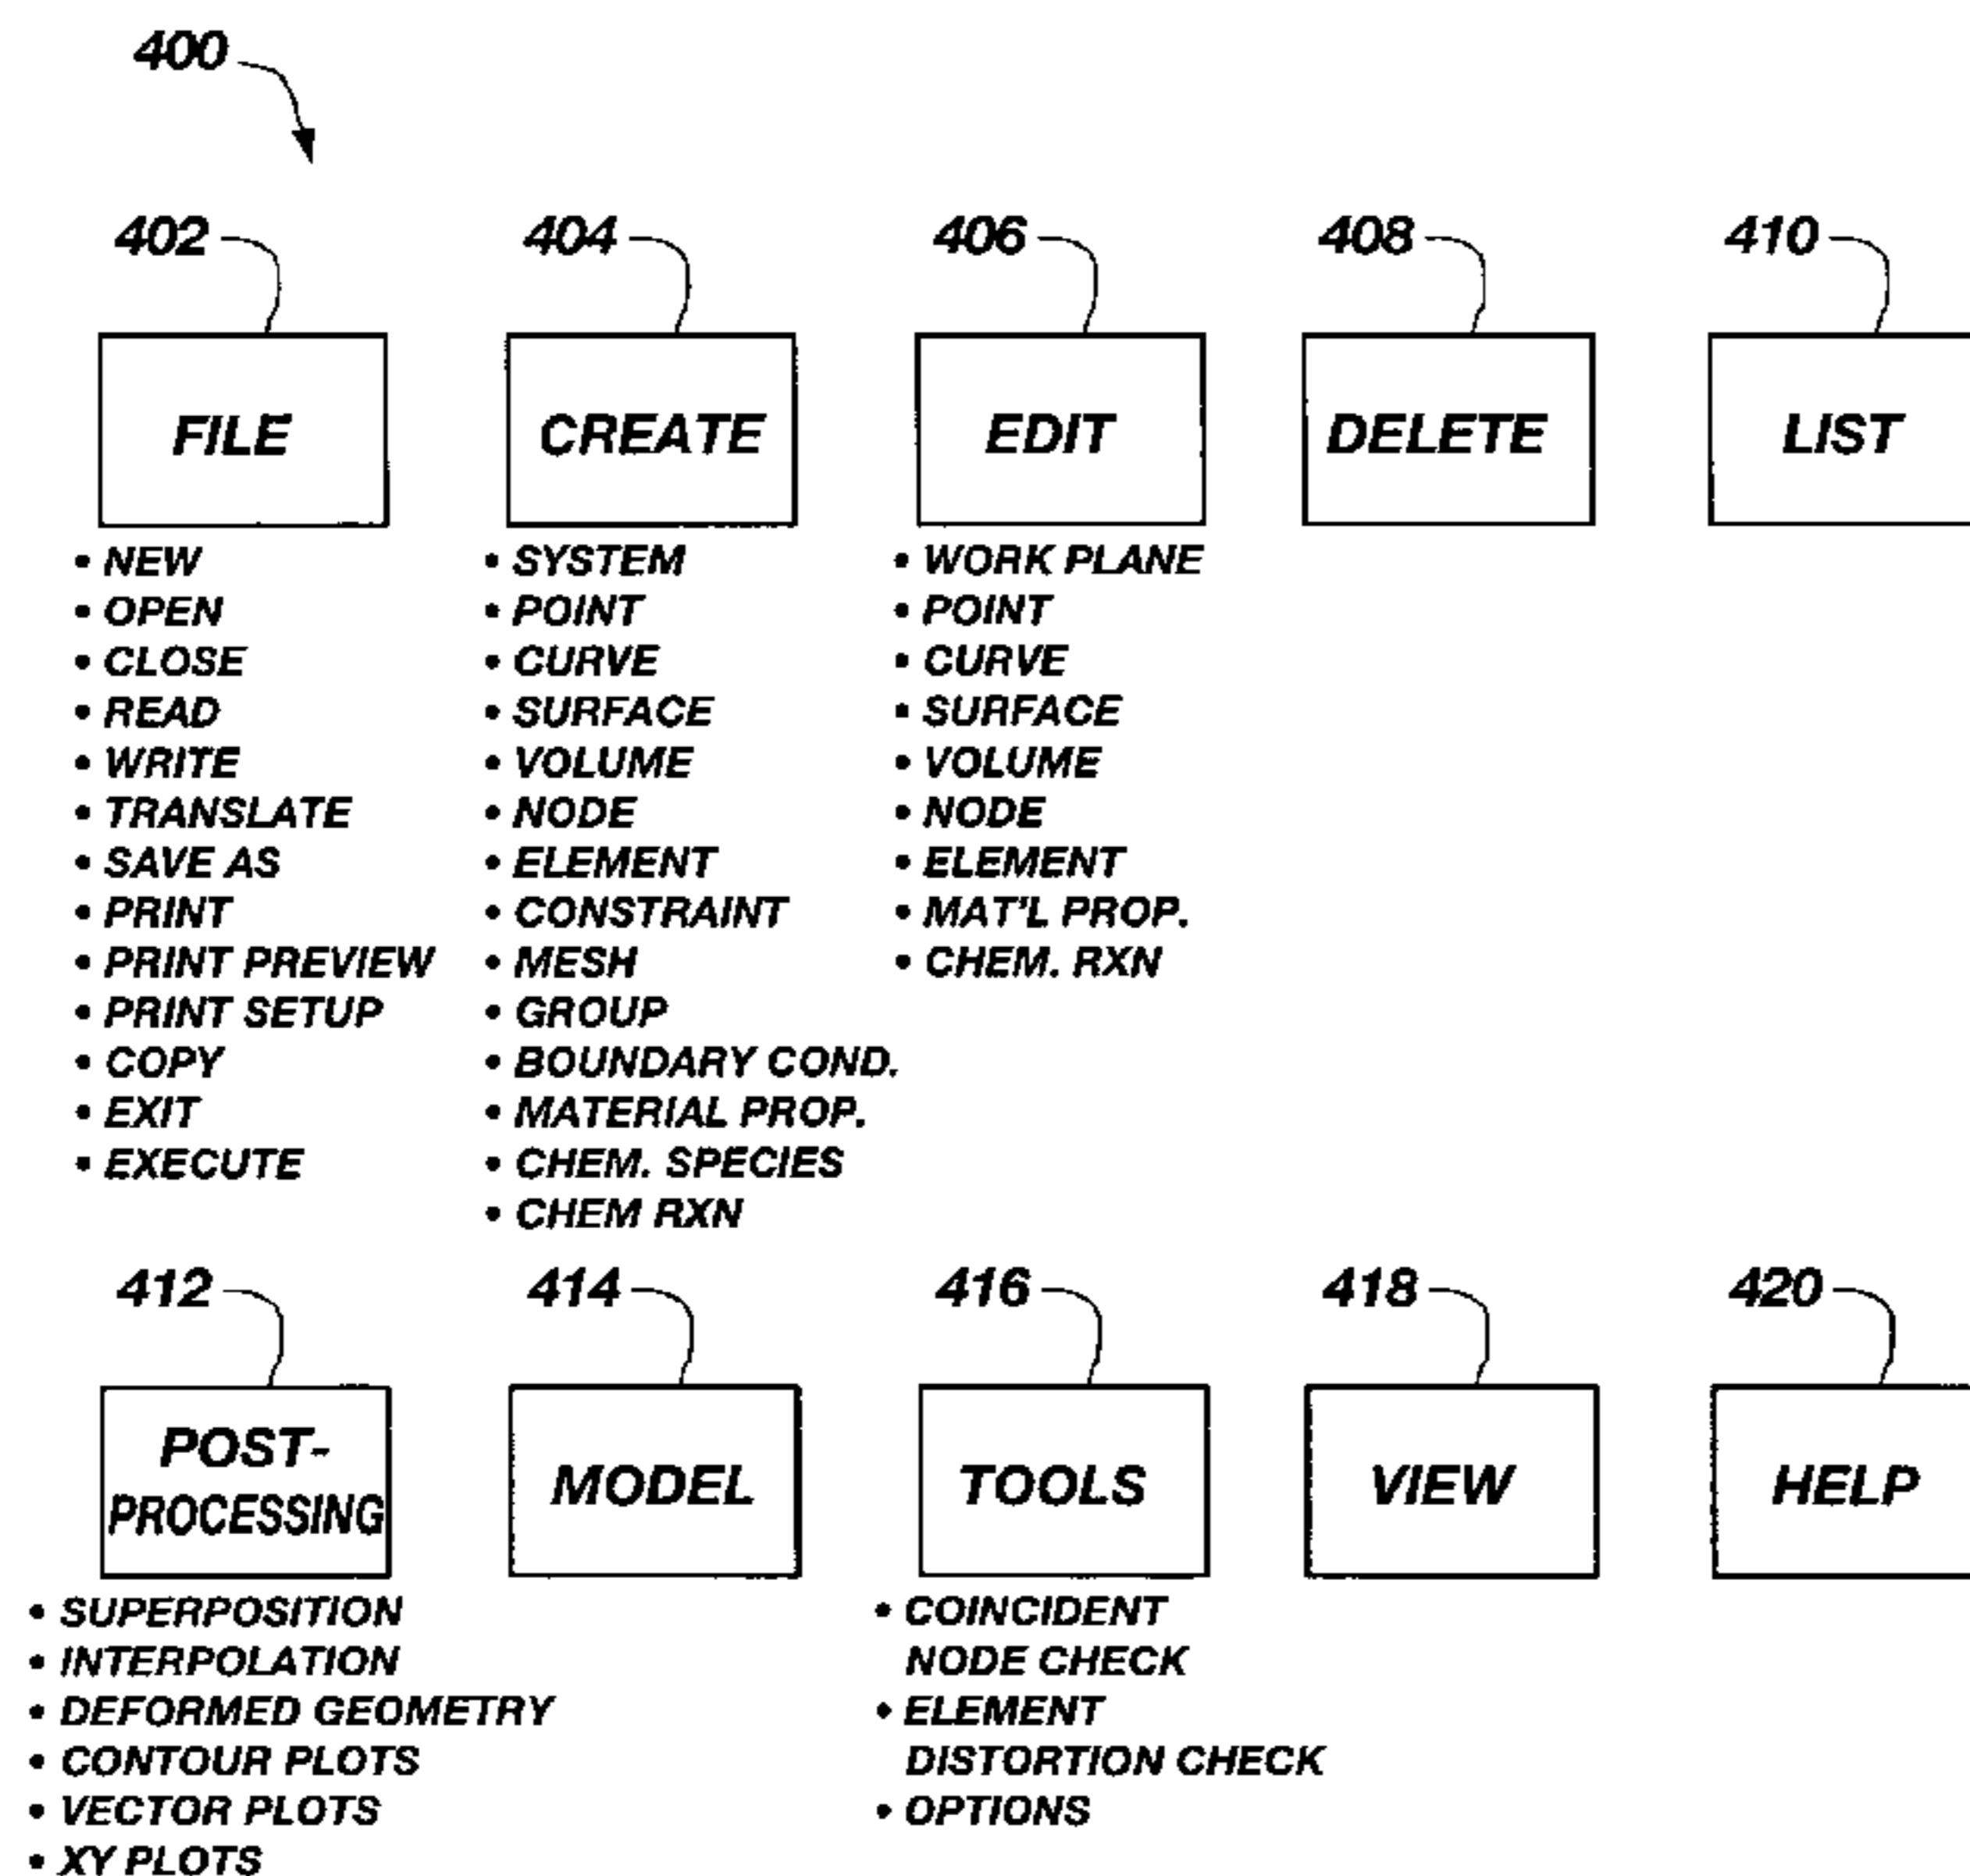 400
402 404 406 408 410
FILE CREATE EDIT DELETE LIST
• NEW
• OPEN
• CLOSE
• READ
• WRITE
• TRANSLATE
• SAVE AS
• PRINT
• PRINT PREVIEW
• PRINT SETUP
• COPY
• EXIT
• EXECUTE
• SYSTEM
• POINT
• CURVE
• SURFACE
• VOLUME
• NODE
• ELEMENT
• CONSTRAINT
• MESH
• GROUP
• BOUNDARY COND.
• MATERIAL PROP.
• CHEM. SPECIES
• CHEM RXN
• WORK PLANE
• POINT
• CURVE
• SURFACE
• VOLUME
• NODE
• ELEMENT
• MAT'L PROP.
• CHEM. RXN
412 414 416 418 420
POST-
PROCESSING
MODEL TOOLS VIEW HELP
• SUPERPOSITION
• INTERPOLATION
• DEFORMED GEOMETRY
• CONTOUR PLOTS
• VECTOR PLOTS
• XY PLOTS
• COINCIDENT
NODE CHECK
• ELEMENT
DISTORTION CHECK
• OPTIONS